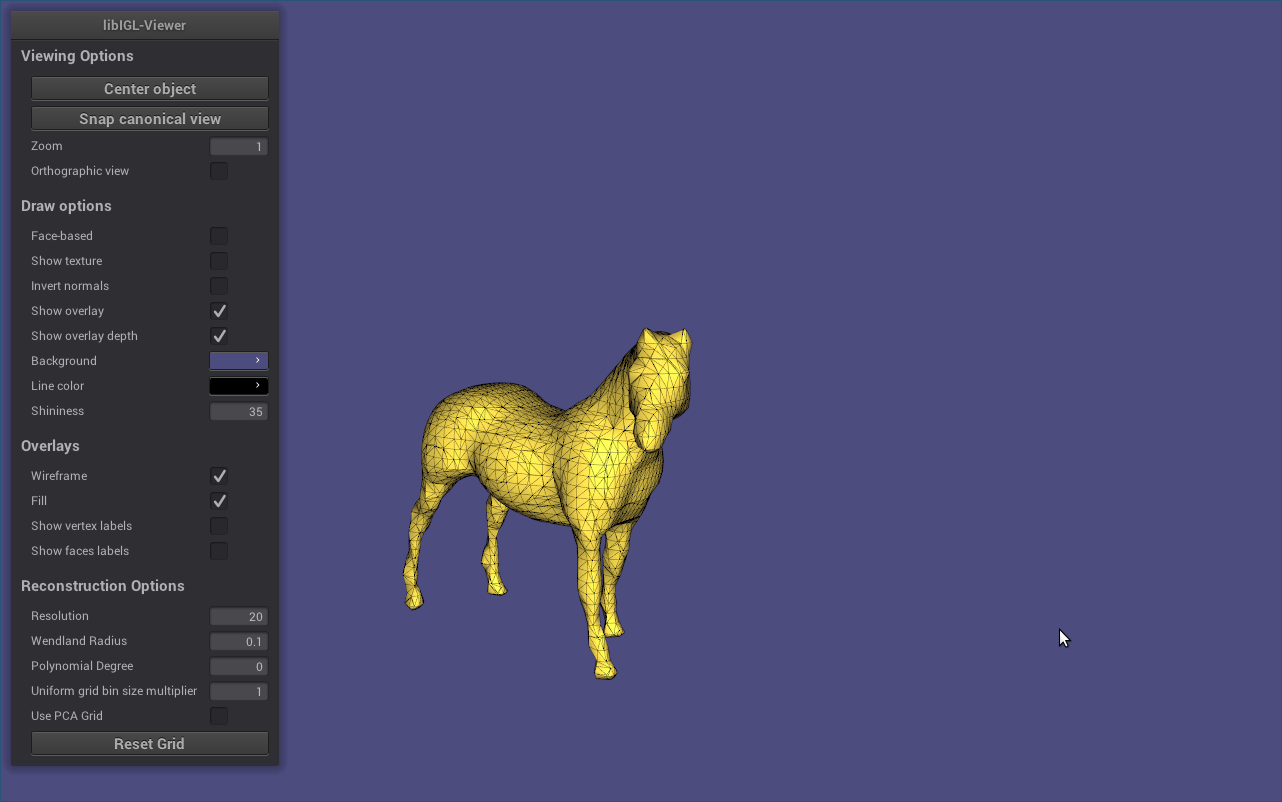 libIGL-Viewer
Viewing Options
Center object
Snap canonical view
Zoom 1
Orthographic view
Draw options
Face-based
Show texture
Invert normals
Show overlay
Show overlay depth
Background
Line color
Shininess 35
Overlays
Wireframe
Fill
Show vertex labels
Show faces labels
Reconstruction Options
Resolution 20
Wendland Radius 0.1
Polynomial Degree 0
Uniform grid bin size multiplier 1
Use PCA Grid
Reset Grid